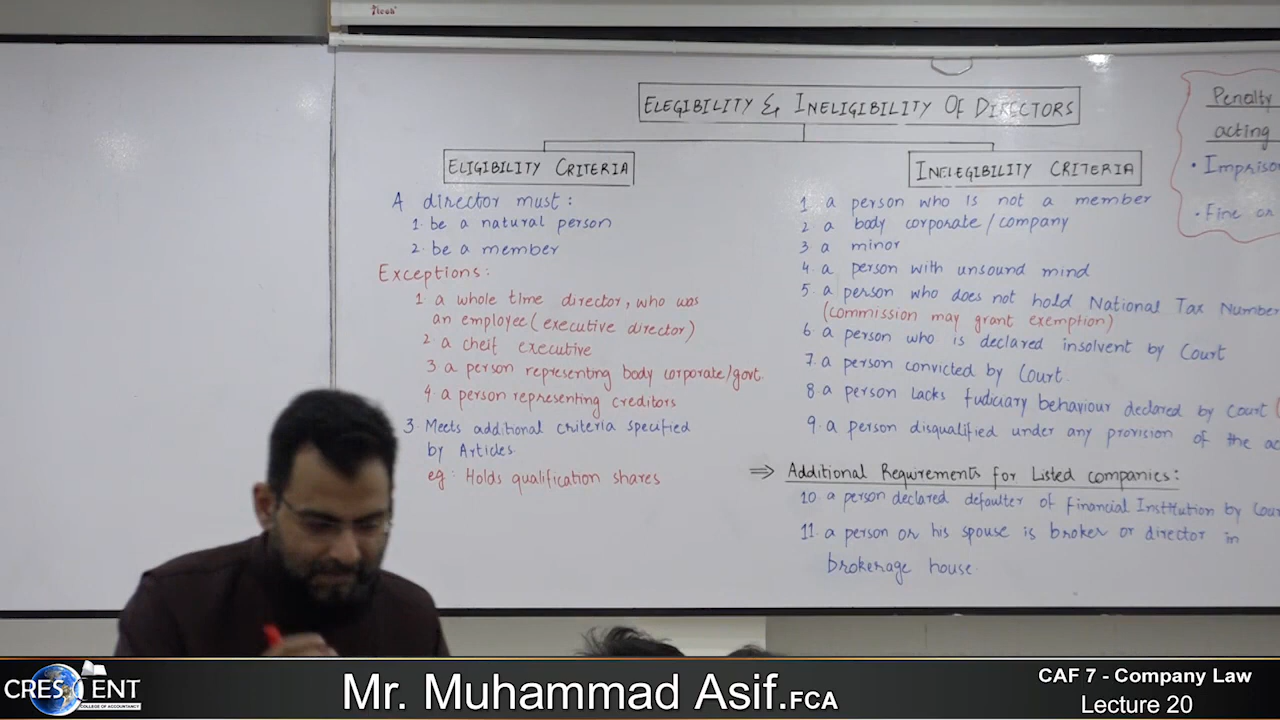 ELEGIBILITY & INELIGIBILITY OF DIRECTORS
ELIGIBILITY CRITERIA
A director must:
1. be a natural person
2. be a member
Exceptions:
1. a whole time director, who was
an employee (executive director)
2. a cheif executive
3 a person representing body corporate/govt.
4. a person representing creditors
3. Meets additional criteria specified
by Articles.
eg: Holds qualification shares
INELEGIBILITY CRITERIA
1 a person who is not a member
2 a body corporate/company
3 a minor
4. a person with unsound mind
5. a person who does not hold National Tax Number
(commission may grant exemption)
6. a person who is declared insolvent by Court
7. a person convicted by Court.
8 a person lacks fuduciary behaviour declared by Court
9. a person disqualified under any provision of the
⇒ Additional Requirements for Listed companies:
10. a person declared defaulter of Financial Institution by
11. a person or his spouse is broker or director in
brokerage house.
Penalty
acting
• Impriso
• Fine or
CRESCENT
COLLEGE OF ACCOUNTANCY
Mr. Muhammad Asif.FCA
CAF 7 - Company Law
Lecture 20